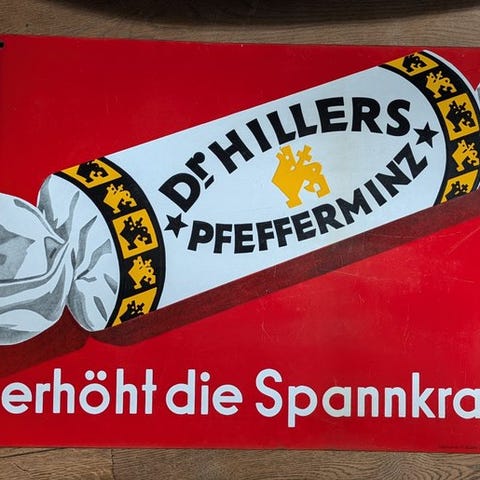 Dr HILLERS
★ PFEFFERMINZ ★
erhöht die Spannkra